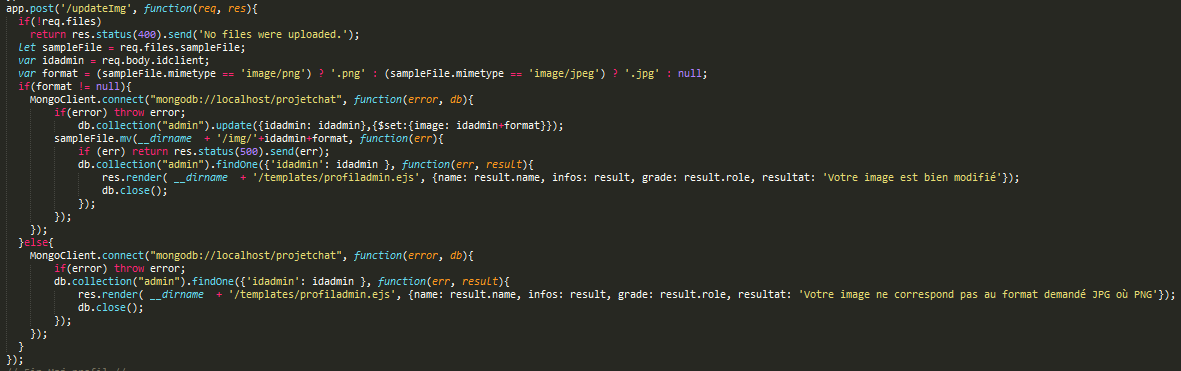 app.post('/updateImg', function(req, res){
if(!req.files)
return res.status(400).send('No files were uploaded.');
let sampleFile = req.files.sampleFile;
var idadmin = req.body.idclient;
var format = (sampleFile.mimetype == 'image/png') ? '.png' : (sampleFile.mimetype == 'image/jpeg') ? '.jpg' : null;
if(format != null){
MongoClient.connect("mongodb://localhost/projetchat", function(error, db){
if(error) throw error;
db.collection("admin").update({idadmin: idadmin},{$set:{image: idadmin+format}});
sampleFile.mv(__dirname + '/img/'+idadmin+format, function(err){
if (err) return res.status(500).send(err);
db.collection("admin").findOne({'idadmin': idadmin }, function(err, result){
res.render( __dirname + '/templates/profiladmin.ejs', {name: result.name, infos: result, grade: result.role, resultat: 'Votre image est bien modifié'});
db.close();
});
});
});
}else{
MongoClient.connect("mongodb://localhost/projetchat", function(error, db){
if(error) throw error;
db.collection("admin").findOne({'idadmin': idadmin }, function(err, result){
res.render( __dirname + '/templates/profiladmin.ejs', {name: result.name, infos: result, grade: result.role, resultat: 'Votre image ne correspond pas au format demandé JPG où PNG'});
db.close();
});
});
}
});